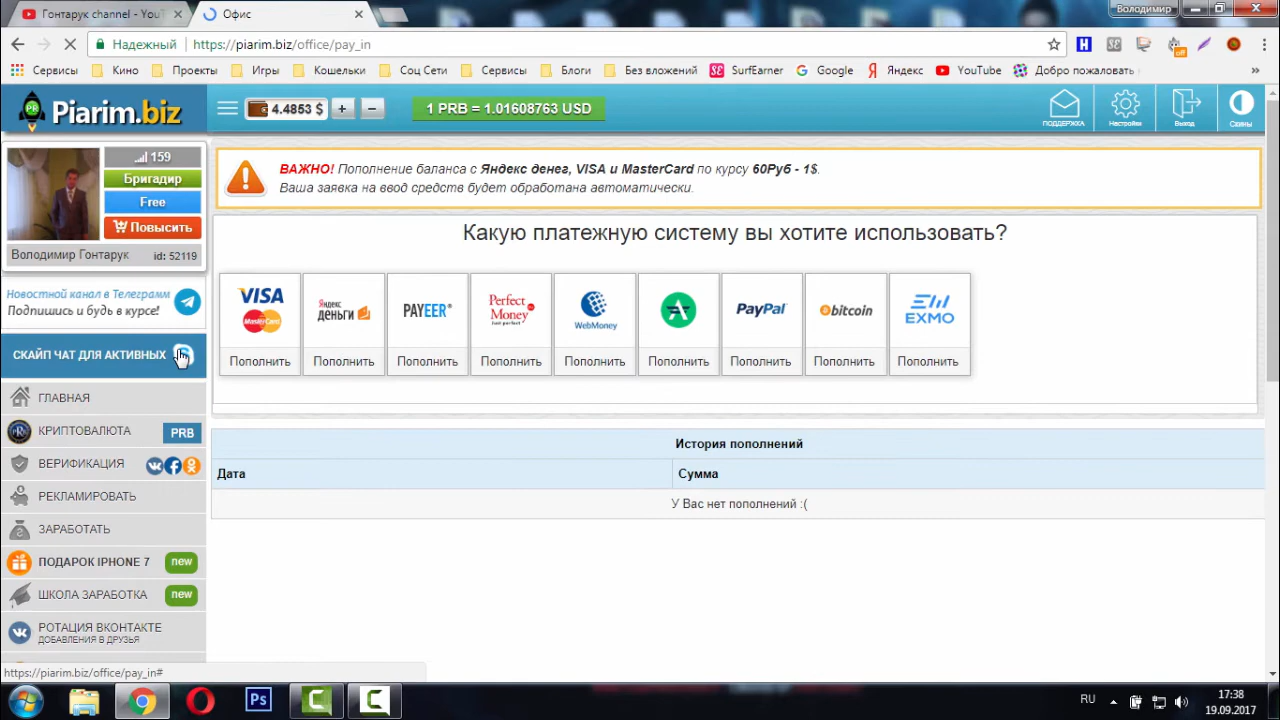 Гонтарук channel - YouT
Офис
Володимир
Надежный
https://piarim.biz/office/pay_in
Сервисы
Кино
Проекты
Игры
Кошельки
Соц Сети
Сервисы
Блоги
Без вложений
SurfEarner
Google
Яндекс
YouTube
Добро пожаловать
Piarim.biz
4.4853 $
1 PRB = 1.01608763 USD
ПОДДЕРЖКА
Настройки
Выход
Скины
159
Бригадир
Free
Повысить
Володимир Гонтарук
id: 52119
ВАЖНО! Пополнение баланса с Яндекс денег, VISA и MasterCard по курсу 60Руб - 1$.
Ваша заявка на ввод средств будет обработана автоматически.
Какую платежную систему вы хотите использовать?
VISA
MasterCard
Яндекс
деньги
PAYEER
Perfect
Money
WebMoney
PayPal
bitcoin
EXMO
Пополнить
Пополнить
Пополнить
Пополнить
Пополнить
Пополнить
Пополнить
Пополнить
Пополнить
Новостной канал в Телеграмм
Подпишись и будь в курсе!
СКАЙП ЧАТ ДЛЯ АКТИВНЫХ
ГЛАВНАЯ
КРИПТОВАЛЮТА
PRB
ВЕРИФИКАЦИЯ
РЕКЛАМИРОВАТЬ
ЗАРАБОТАТЬ
ПОДАРОК IPHONE 7
new
ШКОЛА ЗАРАБОТКА
new
РОТАЦИЯ ВКОНТАКТЕ
ДОБАВЛЕНИЯ В ДРУЗЬЯ
История пополнений
Дата
Сумма
У Вас нет пополнений :(
https://piarim.biz/office/pay_in#
Ps
RU
17:38
19.09.2017